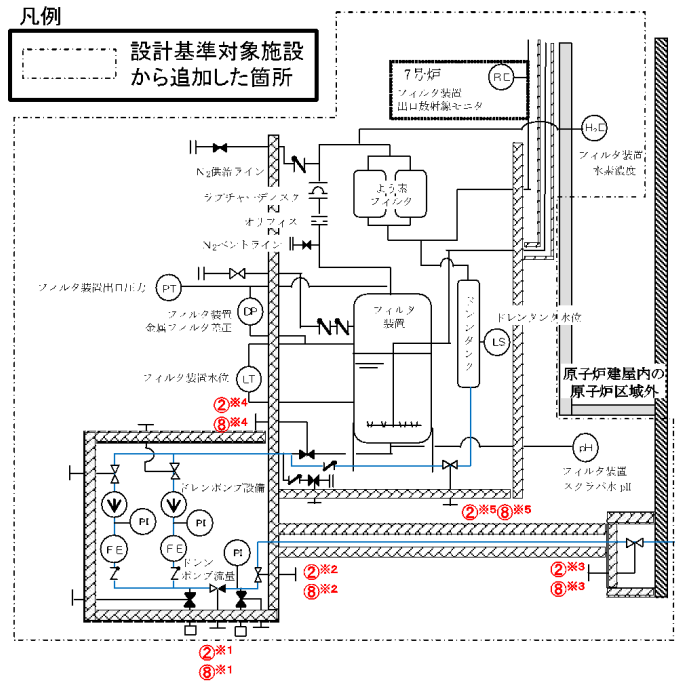 凡例
設計基準対象施設
から追加した箇所
7号炉
フィルタ装置
出口放射線モニタ
RE
H₂E
フィルタ装置
水素濃度
N₂供給ライン
よう素
フィルタ
ラプチャーディスク
オリフィス
N₂ベントライン
フィルタ装置出口圧力
PT
フィルタ装置
金属フィルタ差圧
DP
フィルタ
装置
ドレンタンク
ドレンタンク水位
LS
フィルタ装置水位
LT
原子炉建屋内の
原子炉区域外
②※4
⑧※4
pH
フィルタ装置
スクラバ水pH
ドレンポンプ設備
PI
PI
FE
FE
ドレン
ポンプ流量
PI
②※5⑧※5
②※2
⑧※2
②※3
⑧※3
②※1
⑧※1